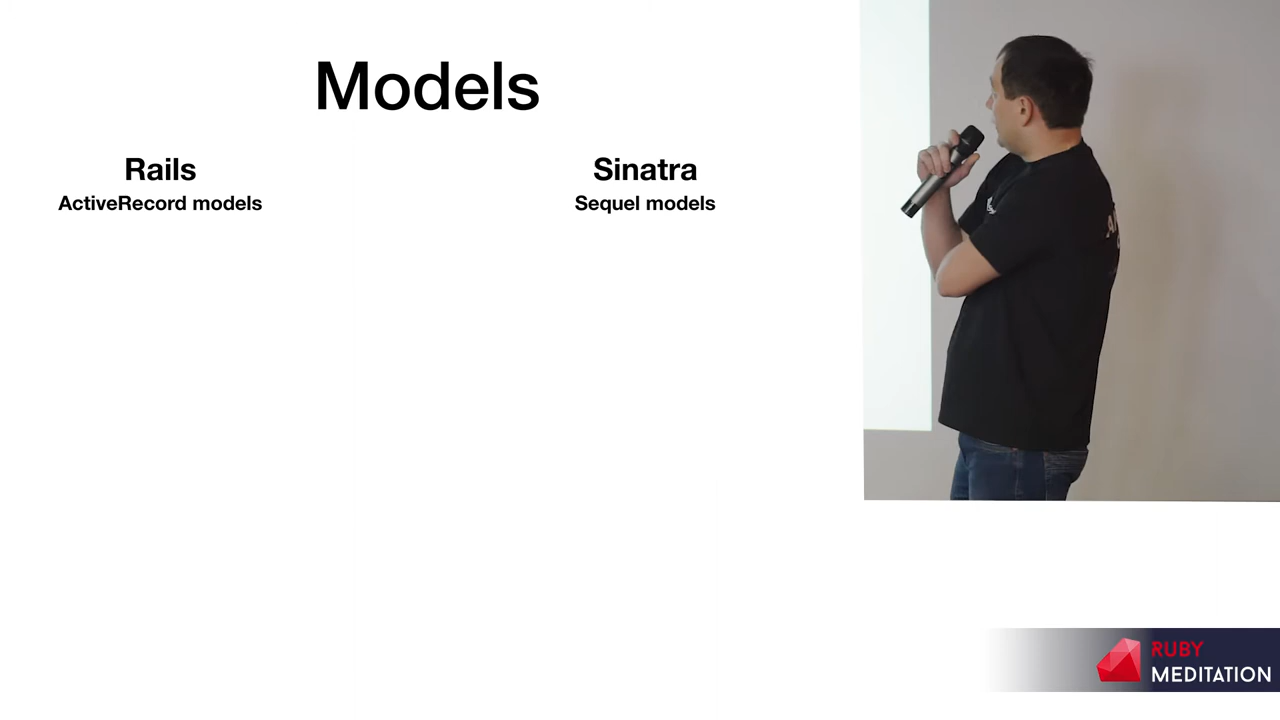 Models
Rails
ActiveRecord models
Sinatra
Sequel models
RUBY
MEDITATION